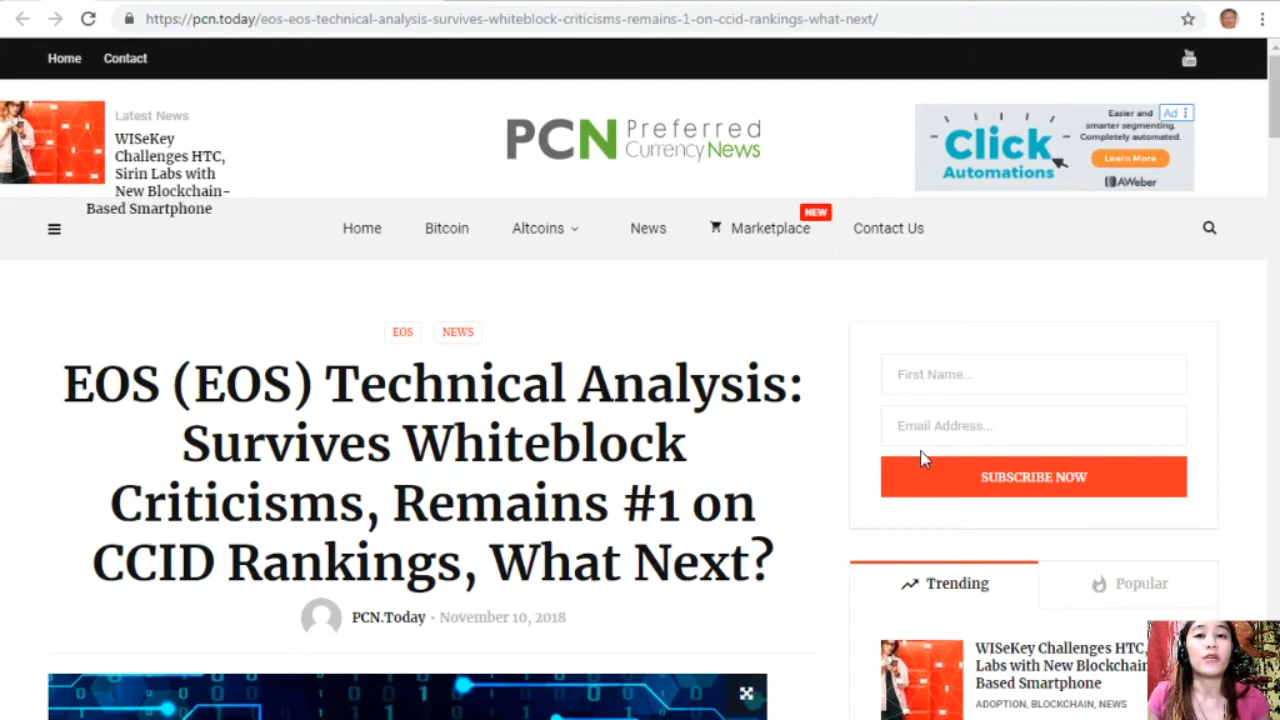 https://pcn.today/eos-eos-technical-analysis-survives-whiteblock-criticisms-remains-1-on-ccid-rankings-what-next/
Home
Contact
You
Tube
Latest News
WISeKey
Challenges HTC,
Sirin Labs with
New Blockchain-
Based Smartphone
PCN Preferred
CurrencyNews
Click
Automations
Easier and
smarter segmenting.
Completely automated.
Learn More
AWeber
Ad
Home
Bitcoin
Altcoins
News
Marketplace
NEW
Contact Us
EOS
NEWS
EOS (EOS) Technical Analysis:
Survives Whiteblock
Criticisms, Remains #1 on
CCID Rankings, What Next?
PCN.Today · November 10, 2018
First Name...
Email Address...
SUBSCRIBE NOW
Trending
Popular
WISeKey Challenges HTC,
Labs with New Blockchain
Based Smartphone
ADOPTION, BLOCKCHAIN, NEWS